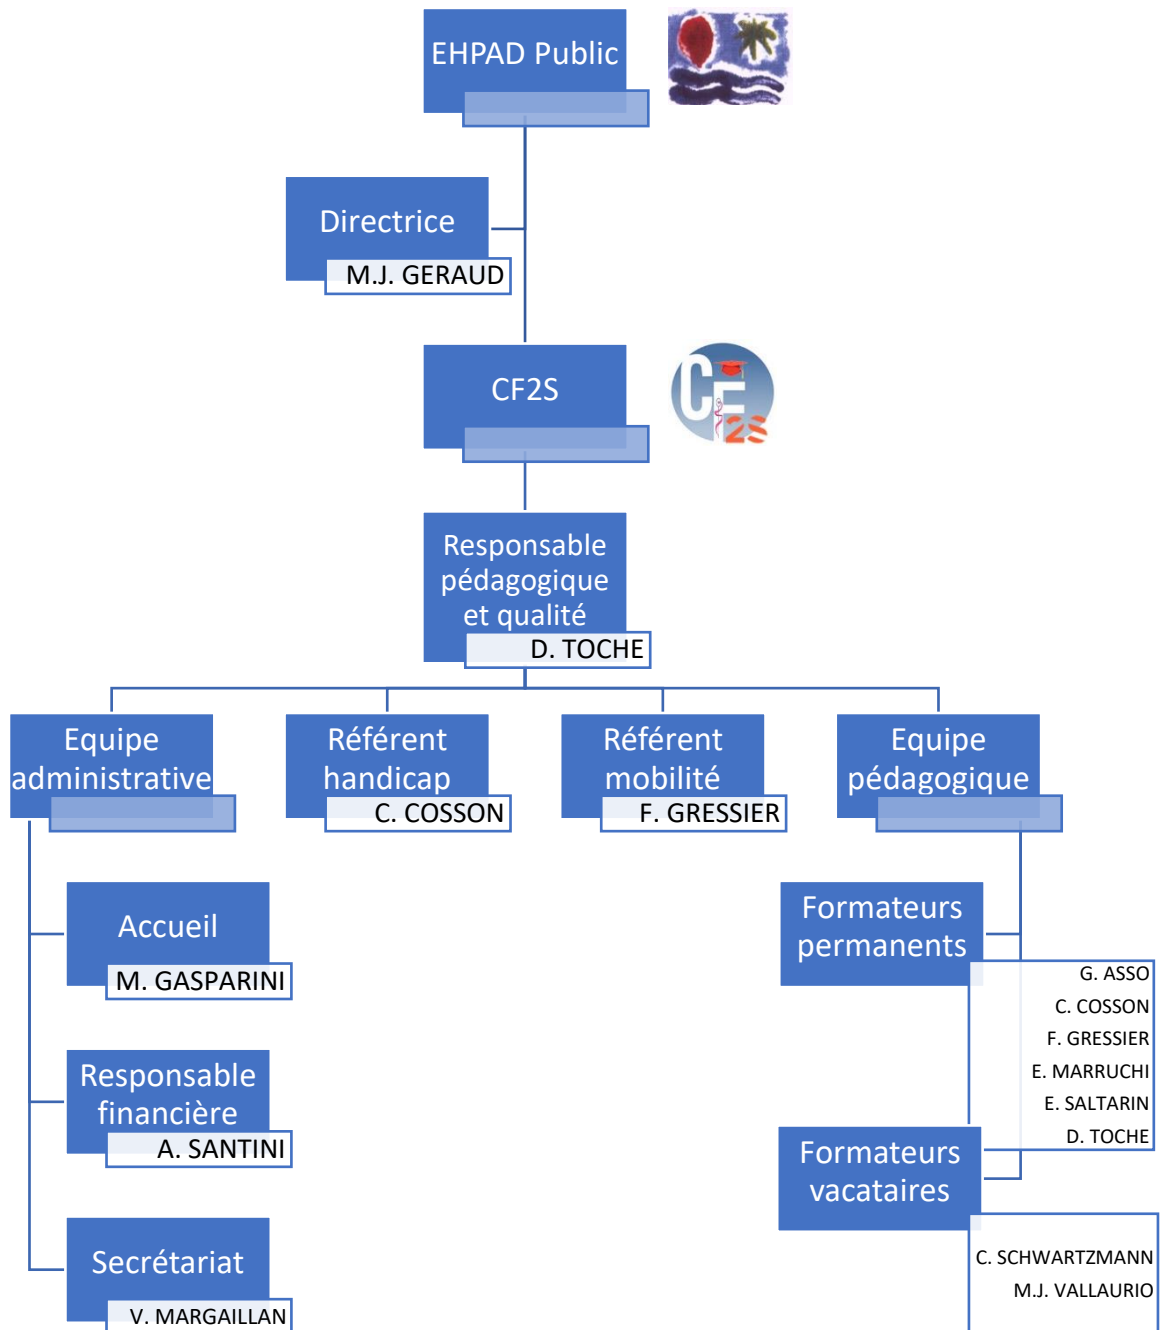 EHPAD Public
Directrice
M.J. GERAUD
CF2S
CF2S
Responsable
pédagogique
et qualité
D. TOCHE
Equipe
administrative
Référent
handicap
C. COSSON
Référent
mobilité
F. GRESSIER
Equipe
pédagogique
Accueil
M. GASPARINI
Responsable
financière
A. SANTINI
Secrétariat
V. MARGAILLAN
Formateurs
permanents
G. ASSO
C. COSSON
F. GRESSIER
E. MARRUCHI
E. SALTARIN
D. TOCHE
Formateurs
vacataires
C. SCHWARTZMANN
M.J. VALLAURIO